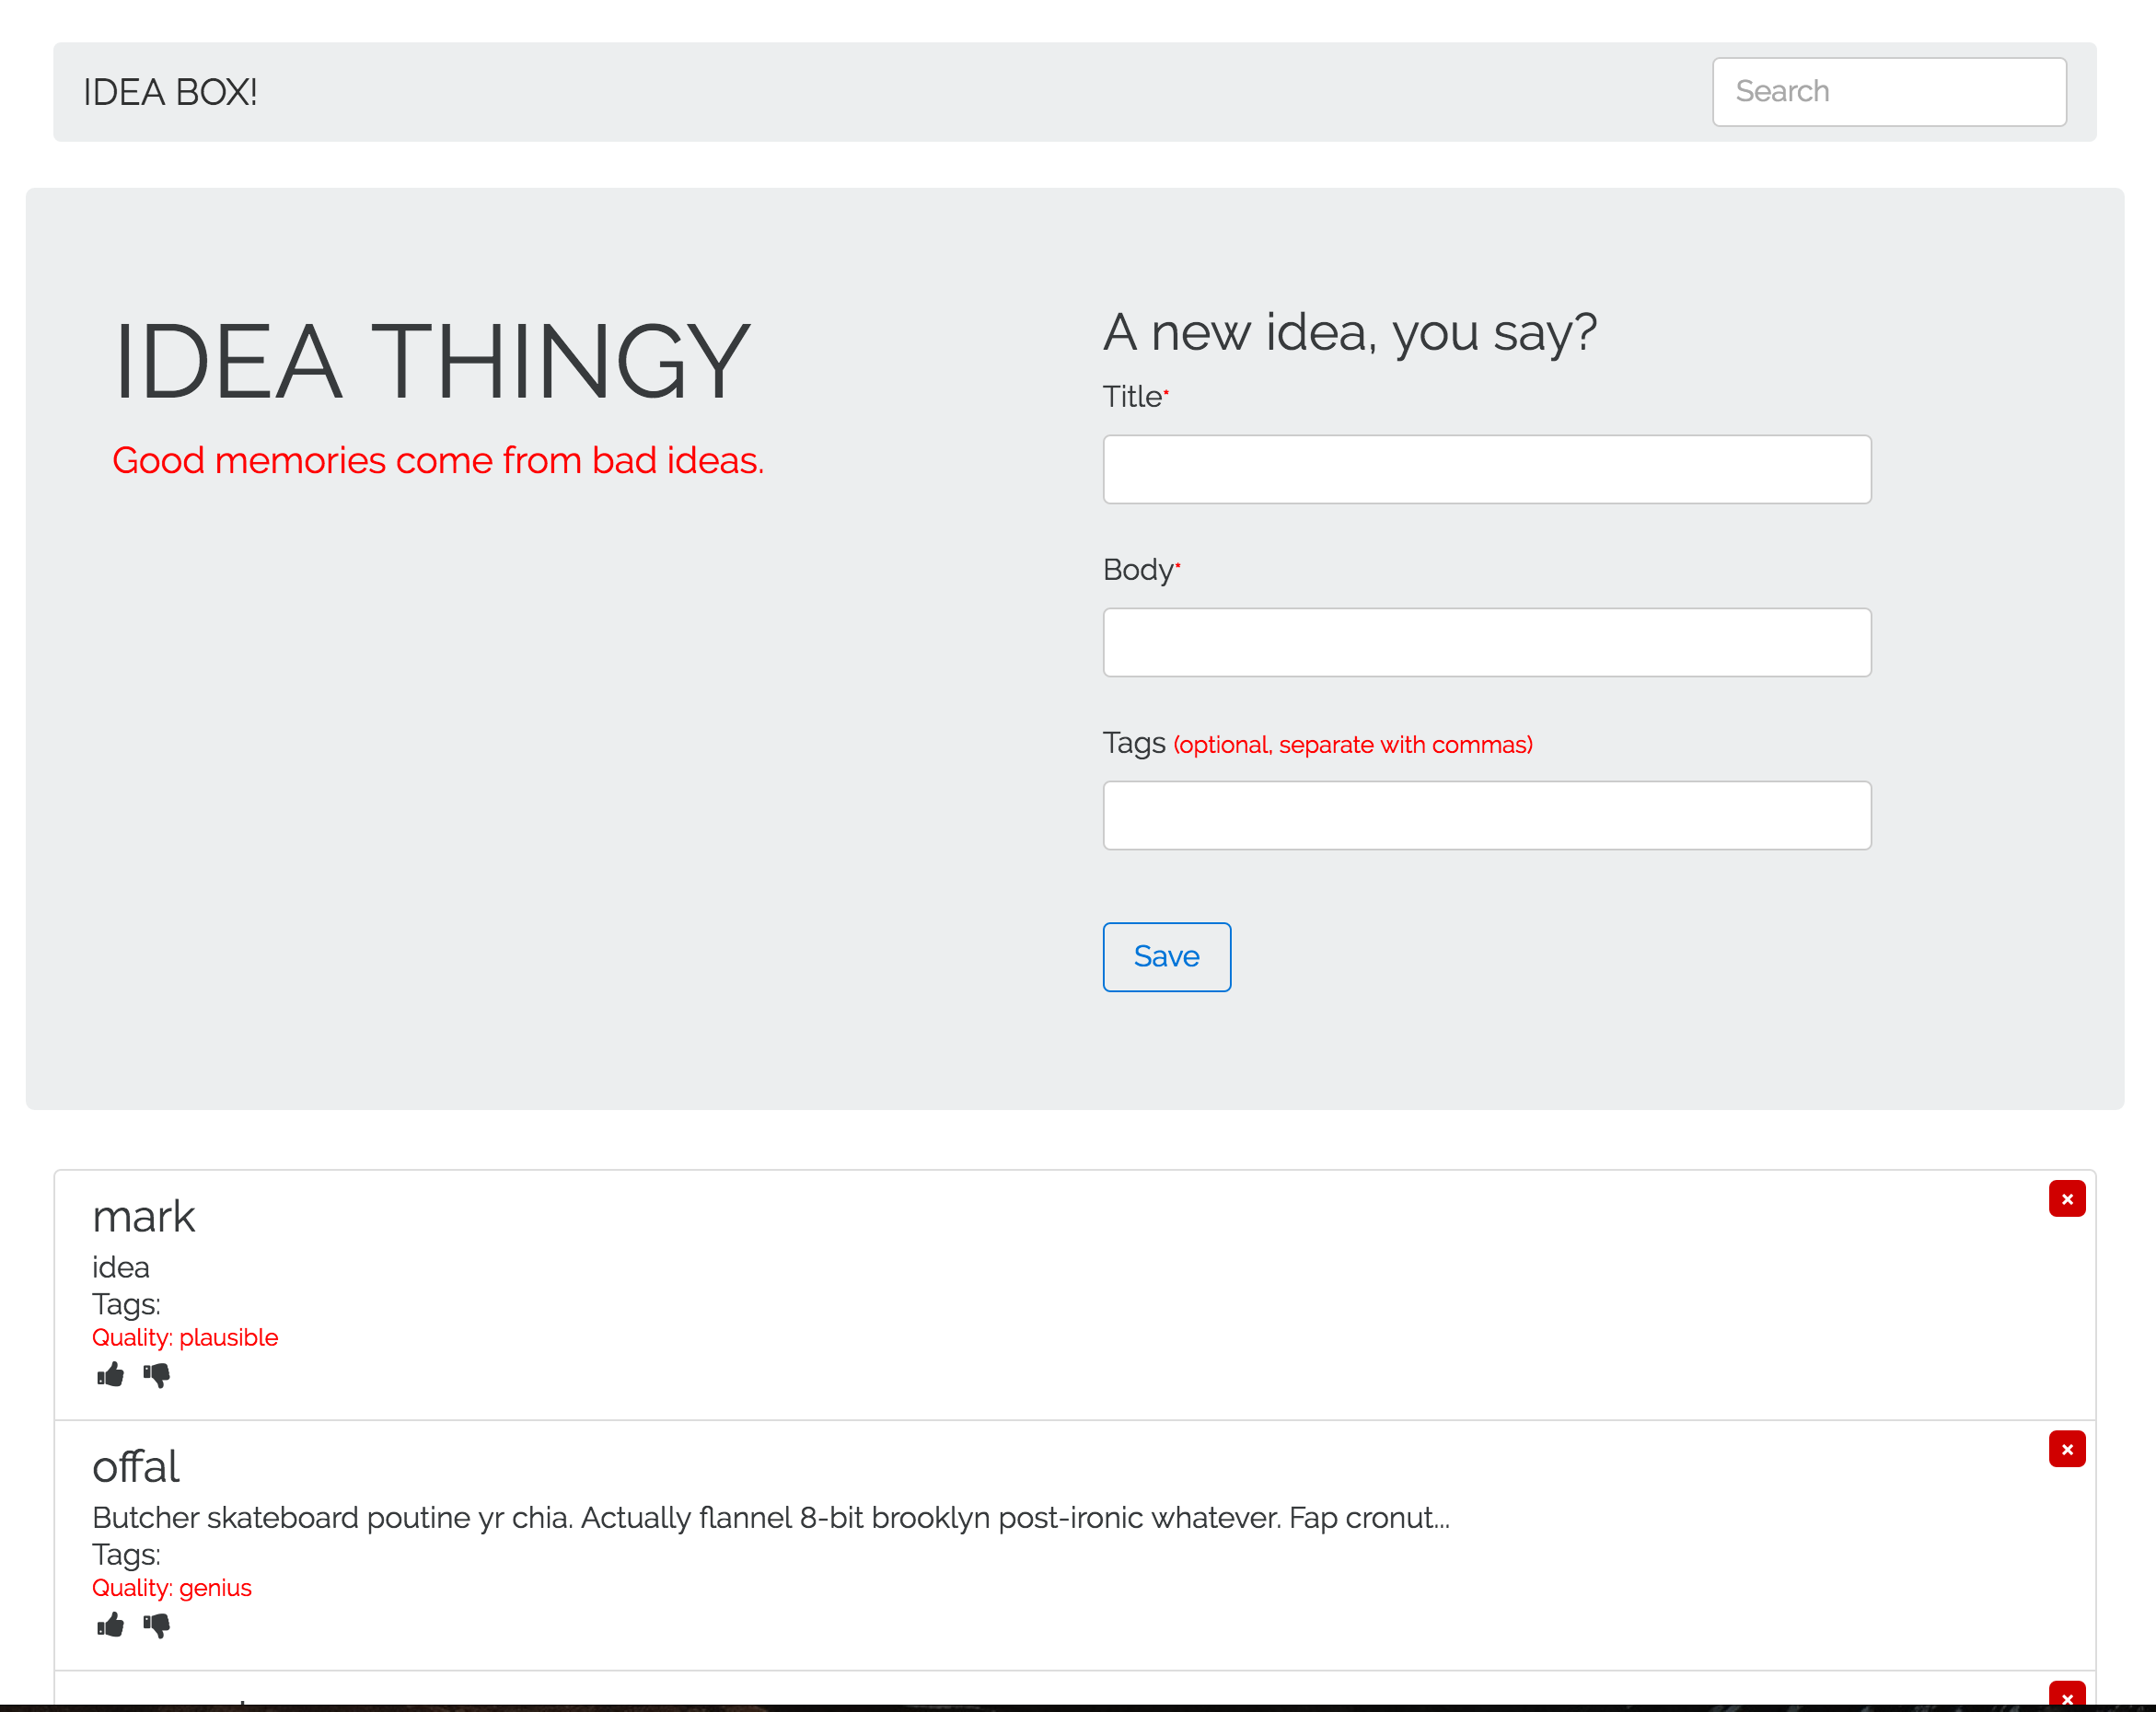 IDEA BOX!
Search
IDEA THINGY
Good memories come from bad ideas.
A new idea, you say?
Title*
Body*
Tags (optional, separate with commas)
Save
mark
idea
Tags:
Quality: plausible
offal
Butcher skateboard poutine yr chia. Actually flannel 8-bit brooklyn post-ironic whatever. Fap cronut...
Tags:
Quality: genius